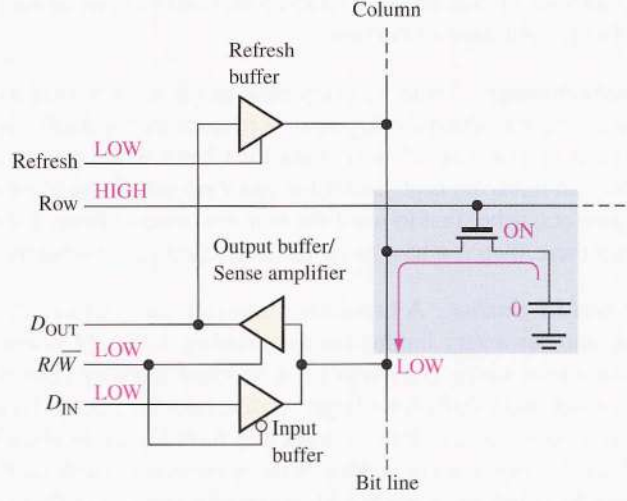 Column
Refresh
buffer
LOW
Refresh
HIGH
Row
ON
Output buffer/
Sense amplifier
0
D_OUT
LOW
R/W̅
LOW
LOW
D_IN
Input
buffer
Bit line